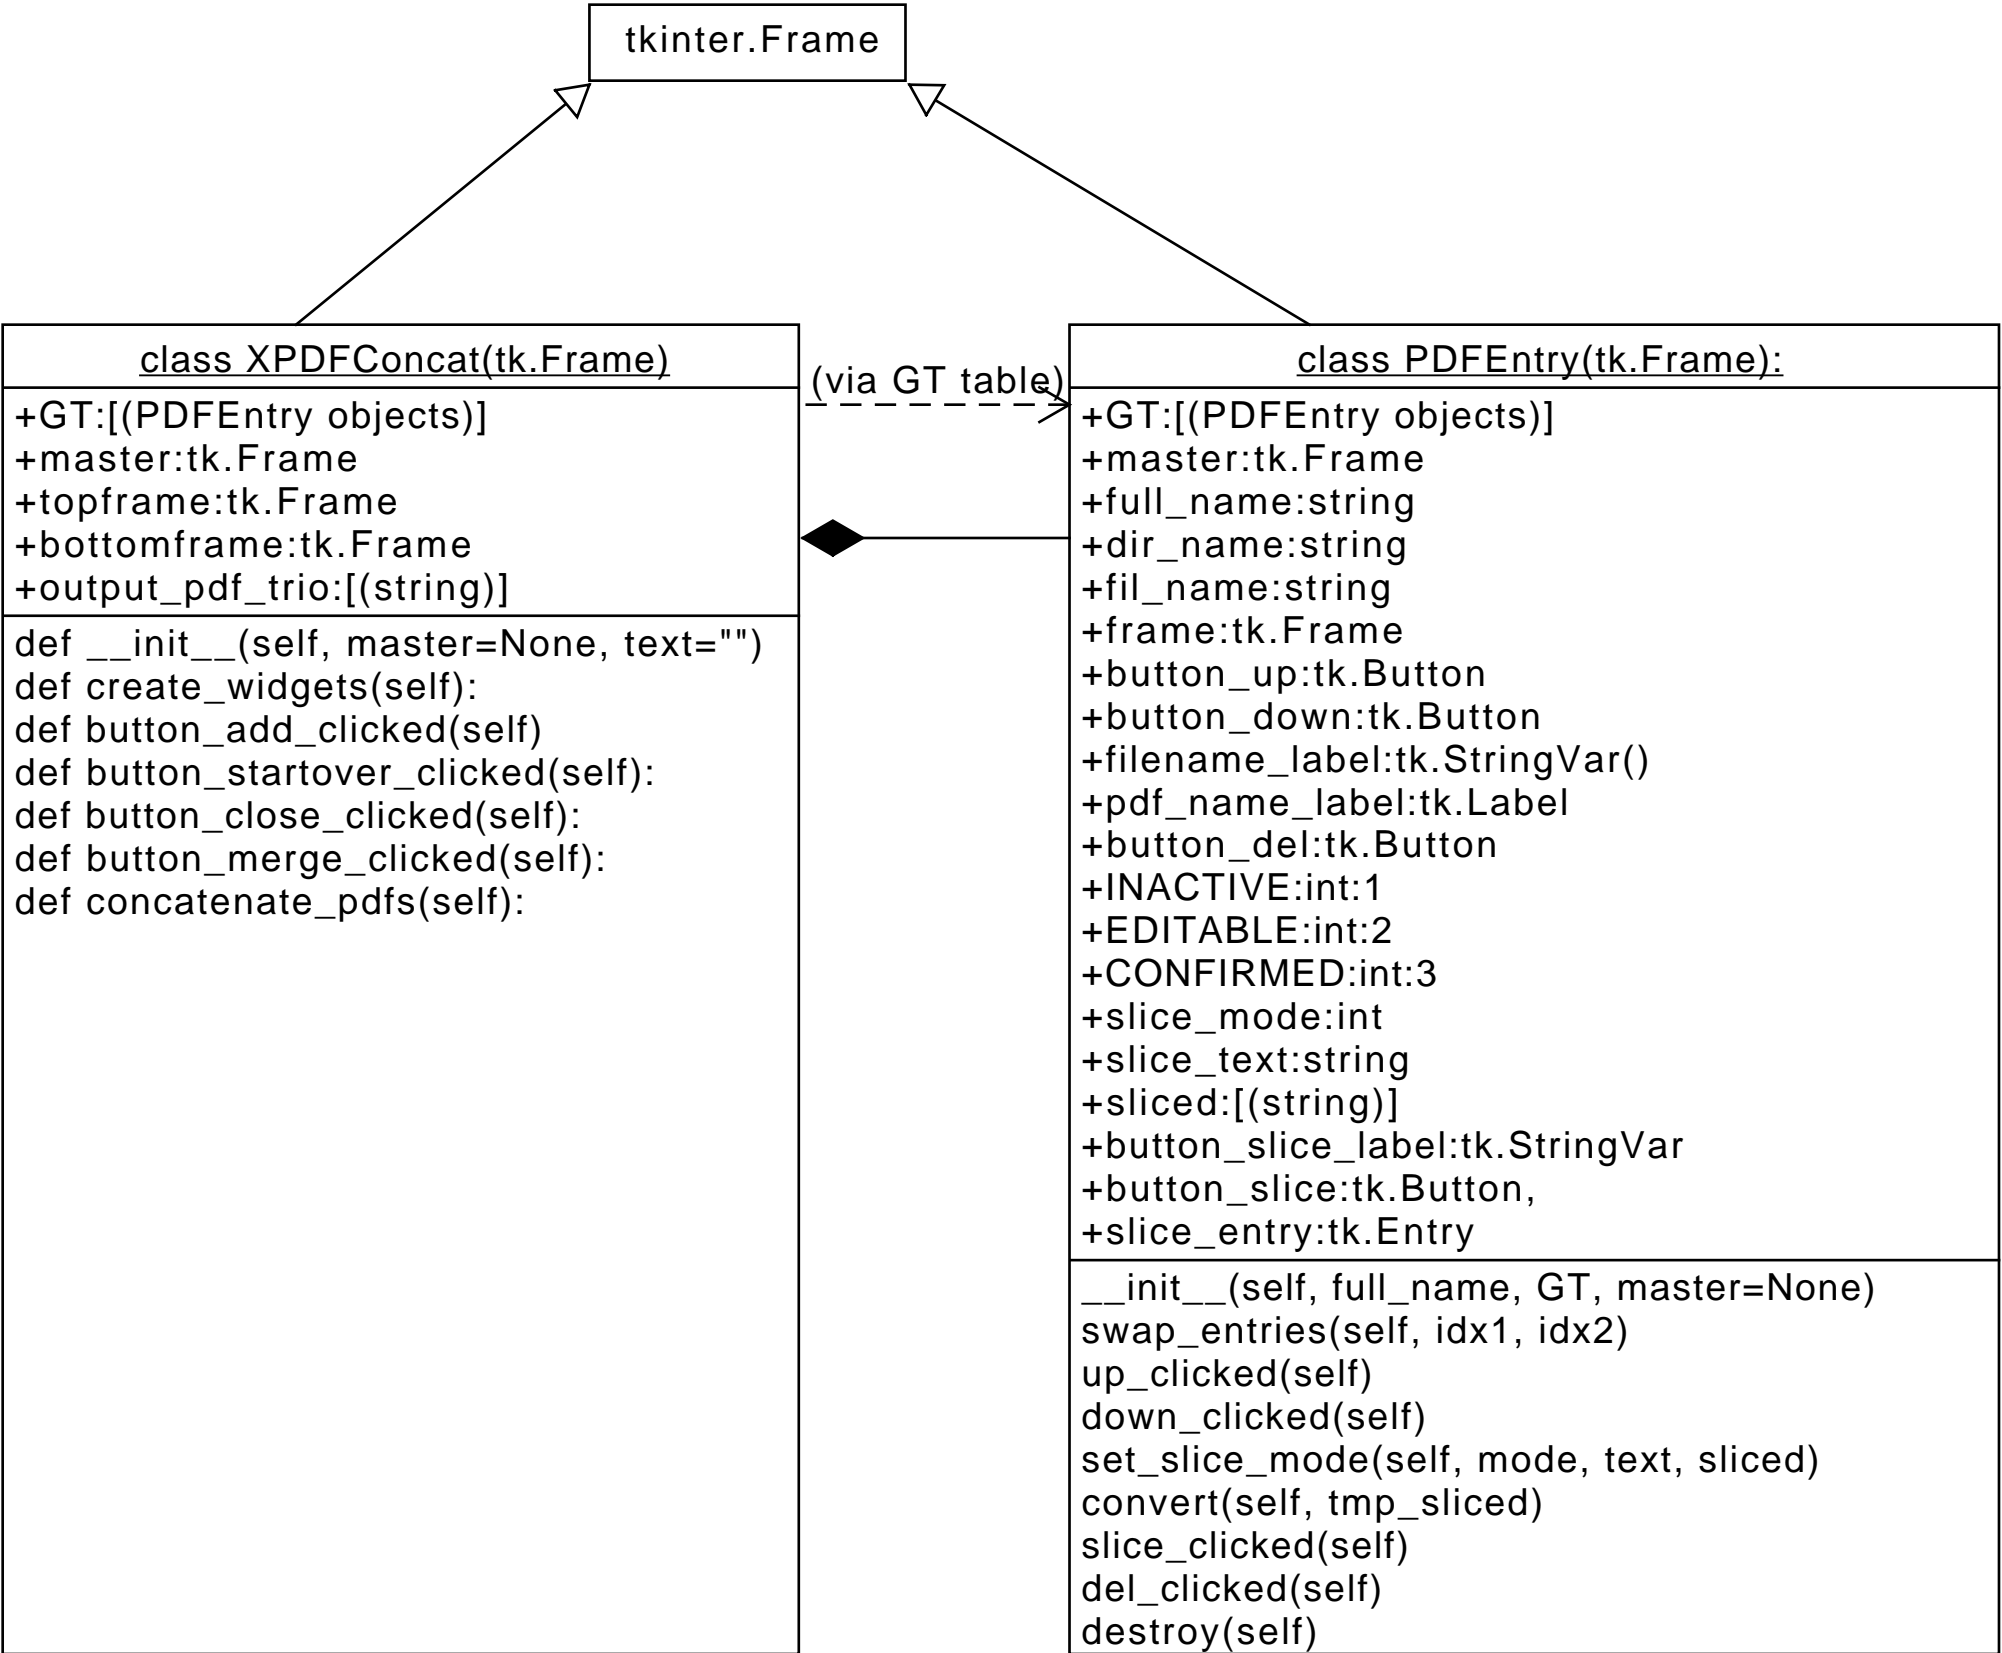 tkinter.Frame
class XPDFConcat(tk.Frame)
+GT:[(PDFEntry objects)]
+master:tk.Frame
+topframe:tk.Frame
+bottomframe:tk.Frame
+output_pdf_trio:[(string)]
def __init__(self, master=None, text="")
def create_widgets(self):
def button_add_clicked(self)
def button_startover_clicked(self):
def button_close_clicked(self):
def button_merge_clicked(self):
def concatenate_pdfs(self):
(via GT table)
class PDFEntry(tk.Frame):
+GT:[(PDFEntry objects)]
+master:tk.Frame
+full_name:string
+dir_name:string
+fil_name:string
+frame:tk.Frame
+button_up:tk.Button
+button_down:tk.Button
+filename_label:tk.StringVar()
+pdf_name_label:tk.Label
+button_del:tk.Button
+INACTIVE:int:1
+EDITABLE:int:2
+CONFIRMED:int:3
+slice_mode:int
+slice_text:string
+sliced:[(string)]
+button_slice_label:tk.StringVar
+button_slice:tk.Button,
+slice_entry:tk.Entry
__init__(self, full_name, GT, master=None)
swap_entries(self, idx1, idx2)
up_clicked(self)
down_clicked(self)
set_slice_mode(self, mode, text, sliced)
convert(self, tmp_sliced)
slice_clicked(self)
del_clicked(self)
destroy(self)